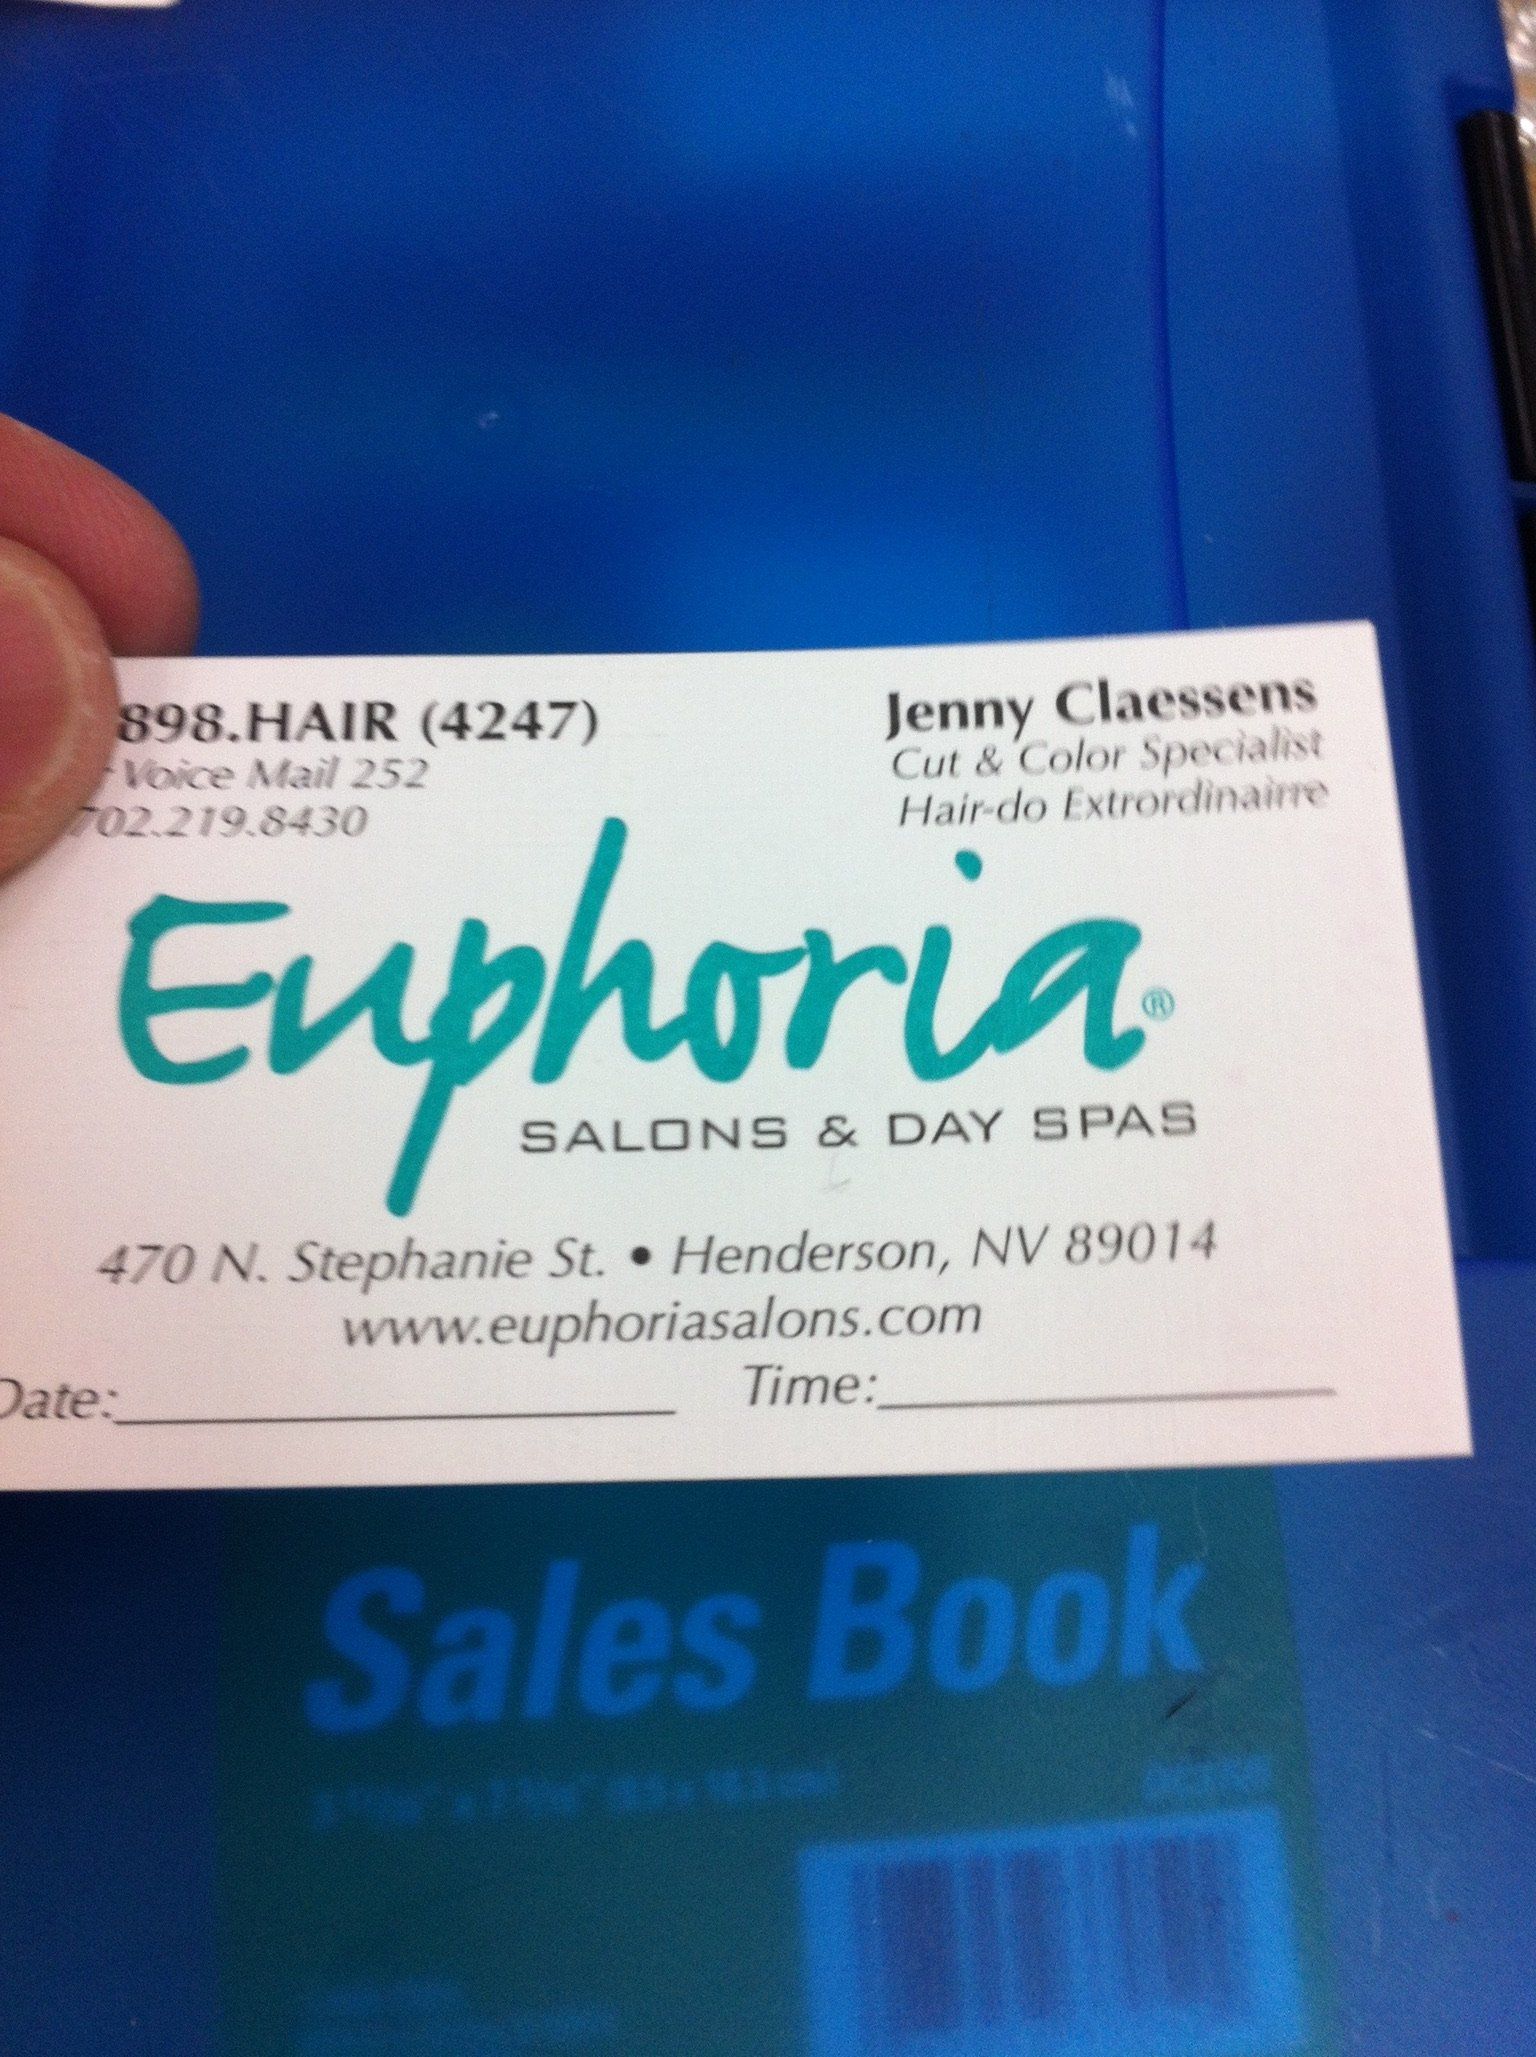 898.HAIR (4247)
Voice Mail 252
702.219.8430
Jenny Claessens
Cut & Color Specialist
Hair-do Extrordinairre
Euphoria®
SALONS & DAY SPAS
470 N. Stephanie St. • Henderson, NV 89014
www.euphoriasalons.com
Date:
Time:
Sales Book